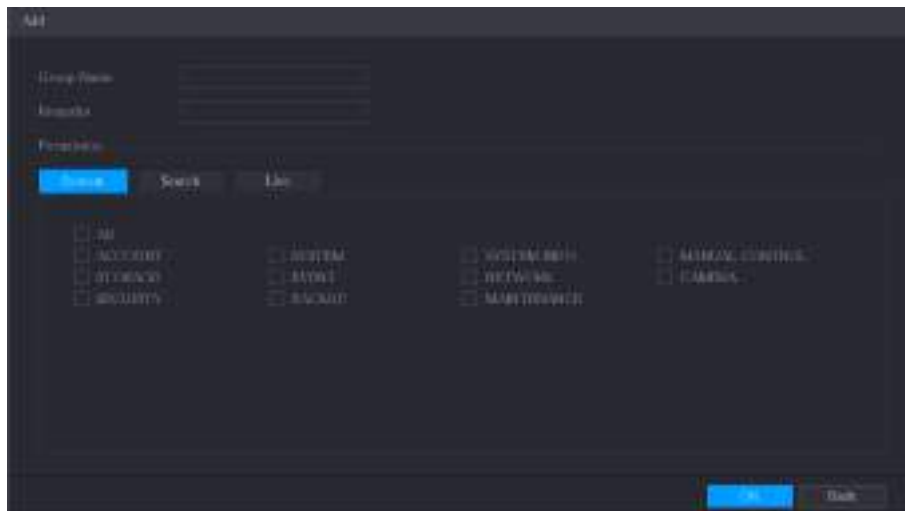 Add
Group Name
Remarks
Permission
System Search Live
All
ACCOUNT SYSTEM SYSTEM INFO MANUAL CONTROL
STORAGE EVENT NETWORK CAMERA
SECURITY BACKUP MAINTENANCE
OK Back